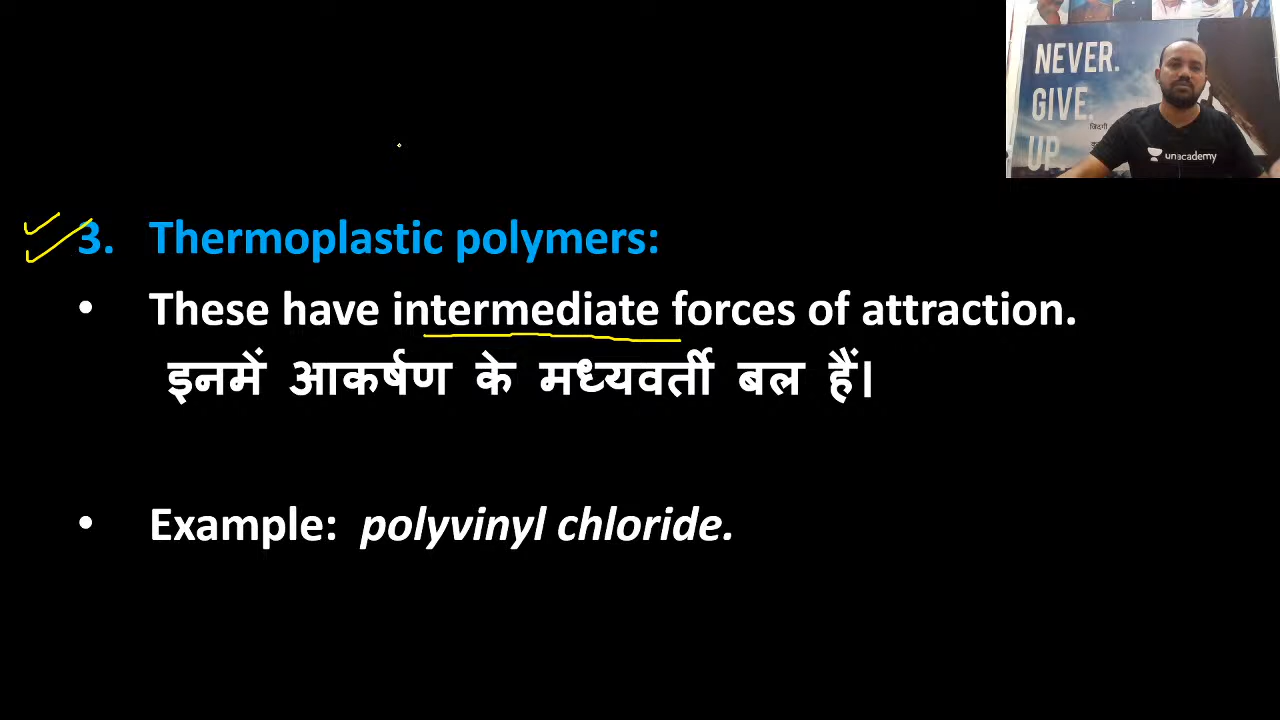 NEVER.
GIVE.
UP.
जिंदगी
unacademy
3. Thermoplastic polymers:
• These have intermediate forces of attraction.
इनमें आकर्षण के मध्यवर्ती बल हैं।
• Example: polyvinyl chloride.